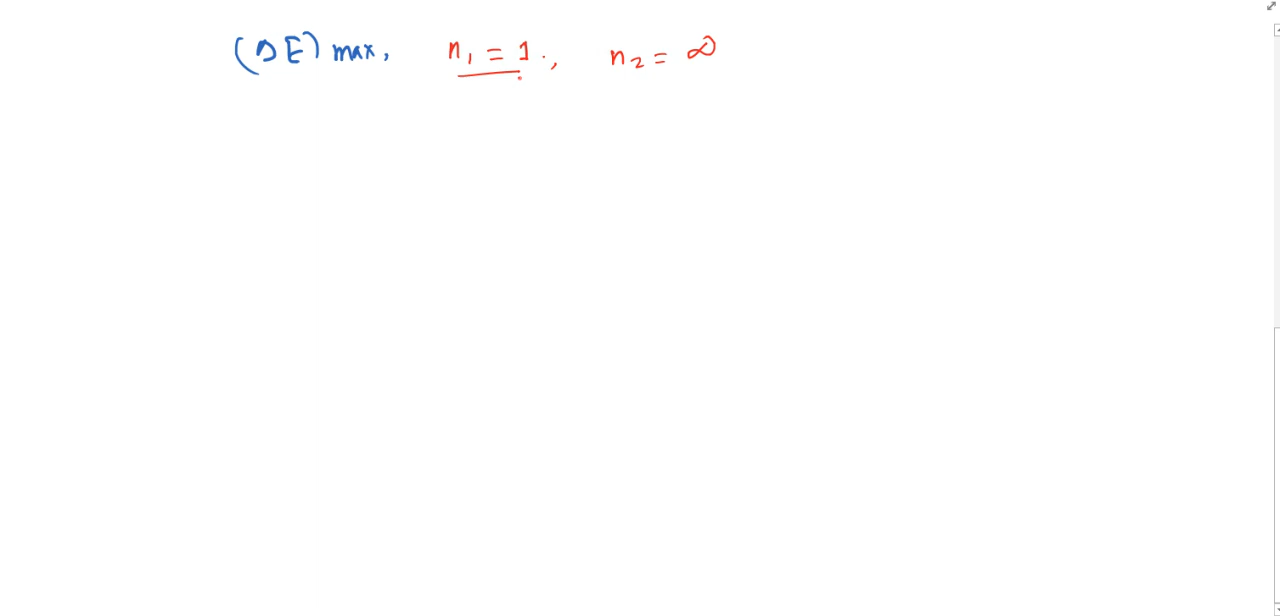 (ΔE) max, n₁ = 1., n₂ = ∞